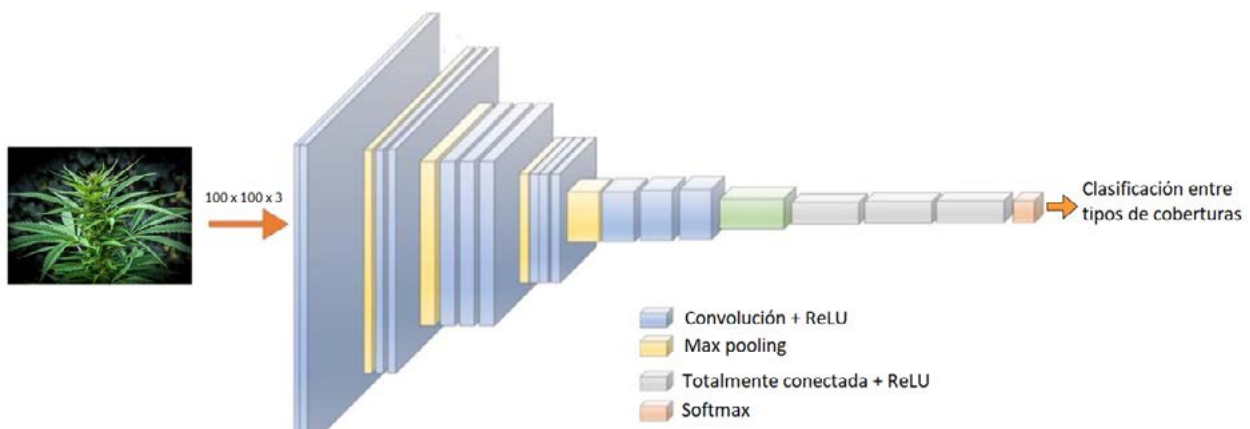 100 x 100 x 3
Clasificación entre
tipos de coberturas
Convolución + ReLU
Max pooling
Totalmente conectada + ReLU
Softmax